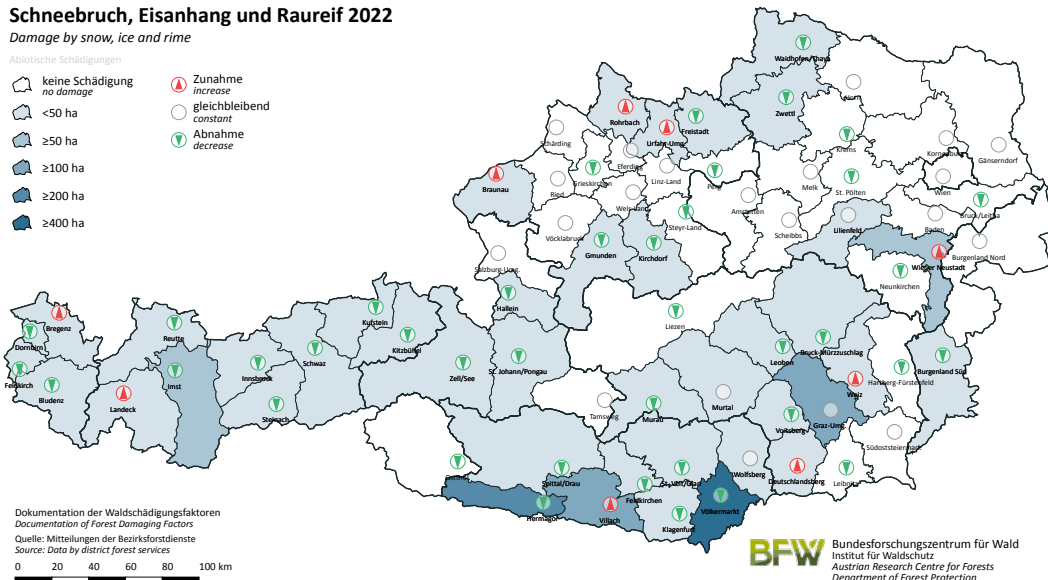 Schneebruch, Eisanhang und Raureif 2022
Damage by snow, ice and rime
Abiotische Schädigungen
keine Schädigung
no damage
<50 ha
≥50 ha
≥100 ha
≥200 ha
≥400 ha
Zunahme
increase
gleichbleibend
constant
Abnahme
decrease
Waidhofen/Thaya
Zwettl
Horn
Rohrbach
Urfahr-Umg.
Freistadt
Krems
Korneuburg
Gänserndorf
Schärding
Eferding
Braunau
Ried
Grieskirchen
Linz-Land
Perg
Wels-Land
Melk
St. Pölten
Wien
Amstetten
Bruck/Leitha
Vöcklabruck
Steyr-Land
Scheibbs
Lilienfeld
Baden
Gmunden
Kirchdorf
Salzburg-Umg.
Wiener Neustadt
Burgenland Nord
Neunkirchen
Hallein
Liezen
Bregenz
Dornbirn
Reutte
Kufstein
Kitzbühel
Feldkirch
Bludenz
Landeck
Imst
Innsbruck
Schwaz
Steinach
Zell/See
St. Johann/Pongau
Leoben
Bruck-Mürzzuschlag
Weiz
Hartberg-Fürstenfeld
Burgenland Süd
Tamsweg
Murau
Murtal
Voitsberg
Graz-Umg.
Südoststeiermark
Osttirol
Spittal/Drau
St. Veit/Glan
Wolfsberg
Deutschlandsberg
Leibnitz
Hermagor
Villach
Feldkirchen
Klagenfurt
Völkermarkt
Dokumentation der Waldschädigungsfaktoren
Documentation of Forest Damaging Factors
Quelle: Mitteilungen der Bezirksforstdienste
Source: Data by district forest services
0 20 40 60 80 100 km
BFW
Bundesforschungszentrum für Wald
Institut für Waldschutz
Austrian Research Centre for Forests
Department of Forest Protection